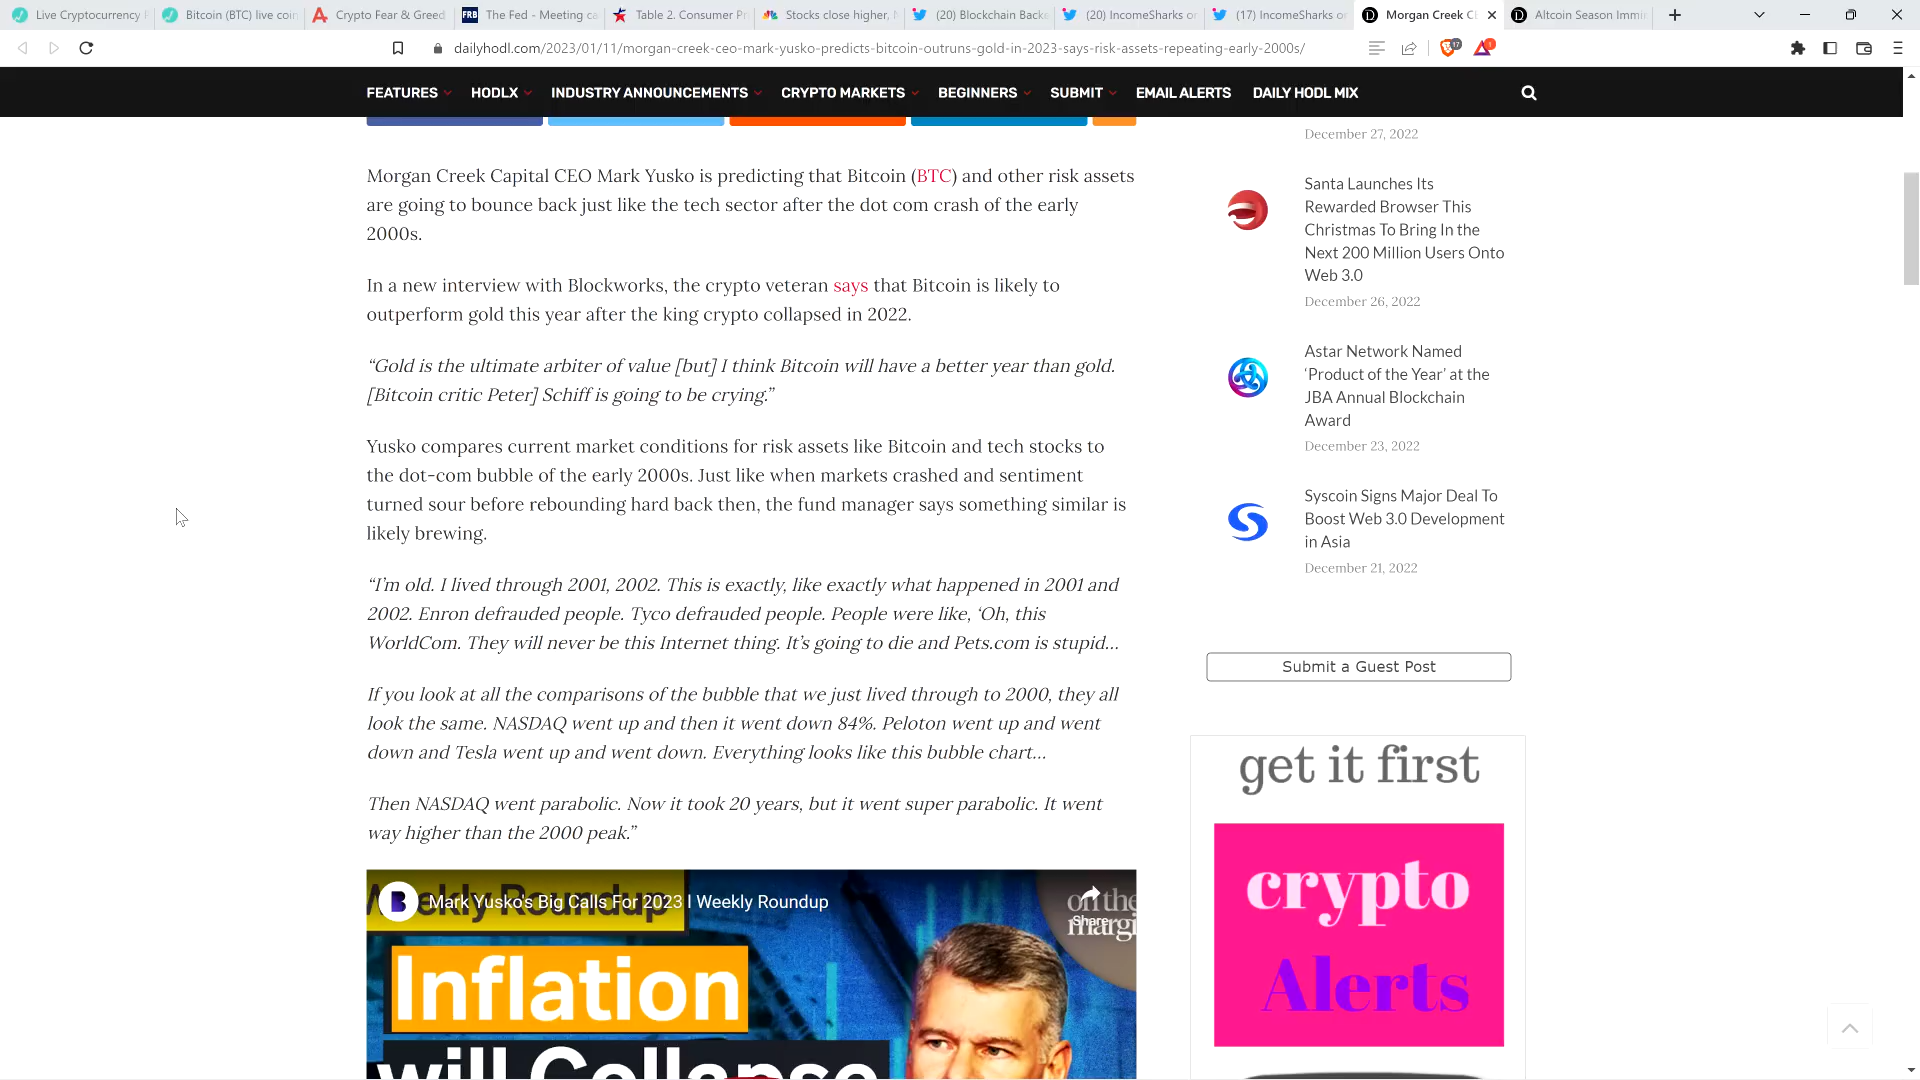 Live Cryptocurrency P
Bitcoin (BTC) live coin
Crypto Fear & Greed
FRB
The Fed - Meeting ca
Table 2. Consumer Pr
Stocks close higher, N
(20) Blockchain Backe
(20) IncomeSharks on
(17) IncomeSharks on
Morgan Creek CE
Altcoin Season Immi
dailyhodl.com/2023/01/11/morgan-creek-ceo-mark-yusko-predicts-bitcoin-outruns-gold-in-2023-says-risk-assets-repeating-early-2000s/
FEATURES
HODLX
INDUSTRY ANNOUNCEMENTS
CRYPTO MARKETS
BEGINNERS
SUBMIT
EMAIL ALERTS
DAILY HODL MIX
Morgan Creek Capital CEO Mark Yusko is predicting that Bitcoin (BTC) and other risk assets
are going to bounce back just like the tech sector after the dot com crash of the early
2000s.
In a new interview with Blockworks, the crypto veteran says that Bitcoin is likely to
outperform gold this year after the king crypto collapsed in 2022.
“Gold is the ultimate arbiter of value [but] I think Bitcoin will have a better year than gold.
[Bitcoin critic Peter] Schiff is going to be crying.”
Yusko compares current market conditions for risk assets like Bitcoin and tech stocks to
the dot-com bubble of the early 2000s. Just like when markets crashed and sentiment
turned sour before rebounding hard back then, the fund manager says something similar is
likely brewing.
“I’m old. I lived through 2001, 2002. This is exactly, like exactly what happened in 2001 and
2002. Enron defrauded people. Tyco defrauded people. People were like, ‘Oh, this
WorldCom. They will never be this Internet thing. It’s going to die and Pets.com is stupid…
If you look at all the comparisons of the bubble that we just lived through to 2000, they all
look the same. NASDAQ went up and then it went down 84%. Peloton went up and went
down and Tesla went up and went down. Everything looks like this bubble chart…
Then NASDAQ went parabolic. Now it took 20 years, but it went super parabolic. It went
way higher than the 2000 peak.”
Weekly Roundup
Mark Yusko's Big Calls For 2023 | Weekly Roundup
Share
on the
margi
Inflation
will Collapse
December 27, 2022
Santa Launches Its
Rewarded Browser This
Christmas To Bring In the
Next 200 Million Users Onto
Web 3.0
December 26, 2022
Astar Network Named
‘Product of the Year’ at the
JBA Annual Blockchain
Award
December 23, 2022
Syscoin Signs Major Deal To
Boost Web 3.0 Development
in Asia
December 21, 2022
Submit a Guest Post
get it first
crypto
Alerts